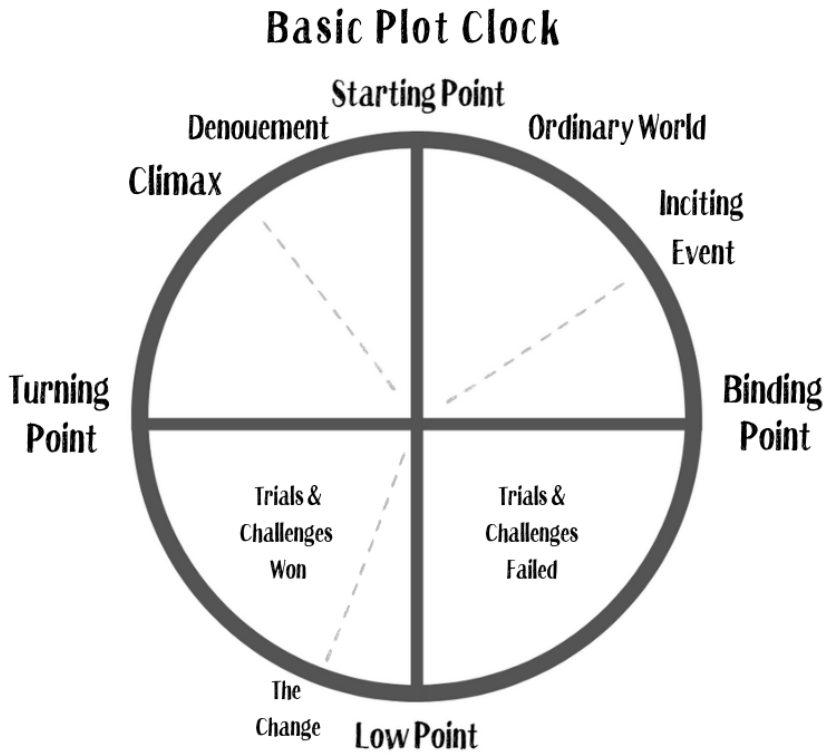 Basic Plot Clock
Starting Point
Denouement
Ordinary World
Climax
Inciting
Event
Turning
Point
Binding
Point
Trials &
Challenges
Won
Trials &
Challenges
Failed
The
Change
Low Point